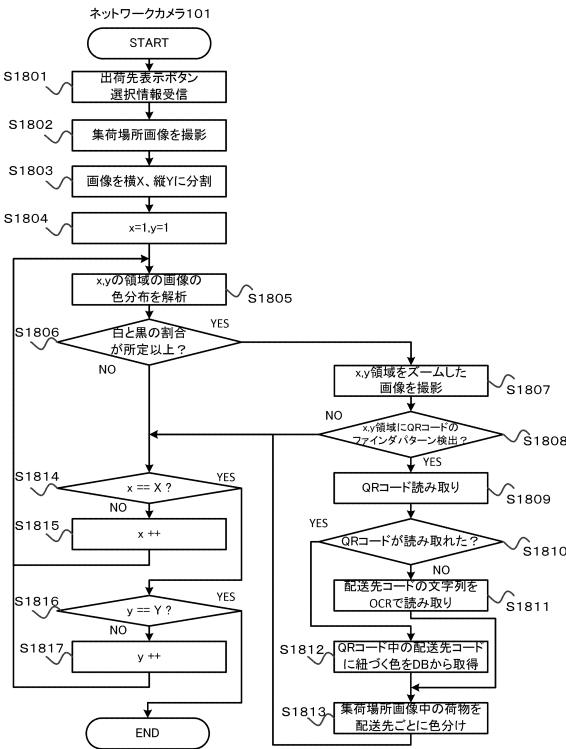 ネットワークカメラ101
START
S1801
出荷先表示ボタン
選択情報受信
S1802
集荷場所画像を撮影
S1803
画像を横X、縦Yに分割
S1804
x=1,y=1
x,yの領域の画像の
色分布を解析
S1805
S1806
白と黒の割合
が所定以上？
YES
NO
x,y領域をズームした
画像を撮影
S1807
NO
x,y領域にQRコードの
ファインダパターン検出？
S1808
YES
QRコード読み取り
S1809
YES
QRコードが読み取れた？
S1810
NO
配送先コードの文字列を
OCRで読み取り
S1811
S1812
QRコード中の配送先コード
に紐づく色をDBから取得
S1813
集荷場所画像中の荷物を
配送先ごとに色分け
S1814
x == X ?
YES
NO
S1815
x ++
S1816
y == Y ?
YES
NO
S1817
y ++
END